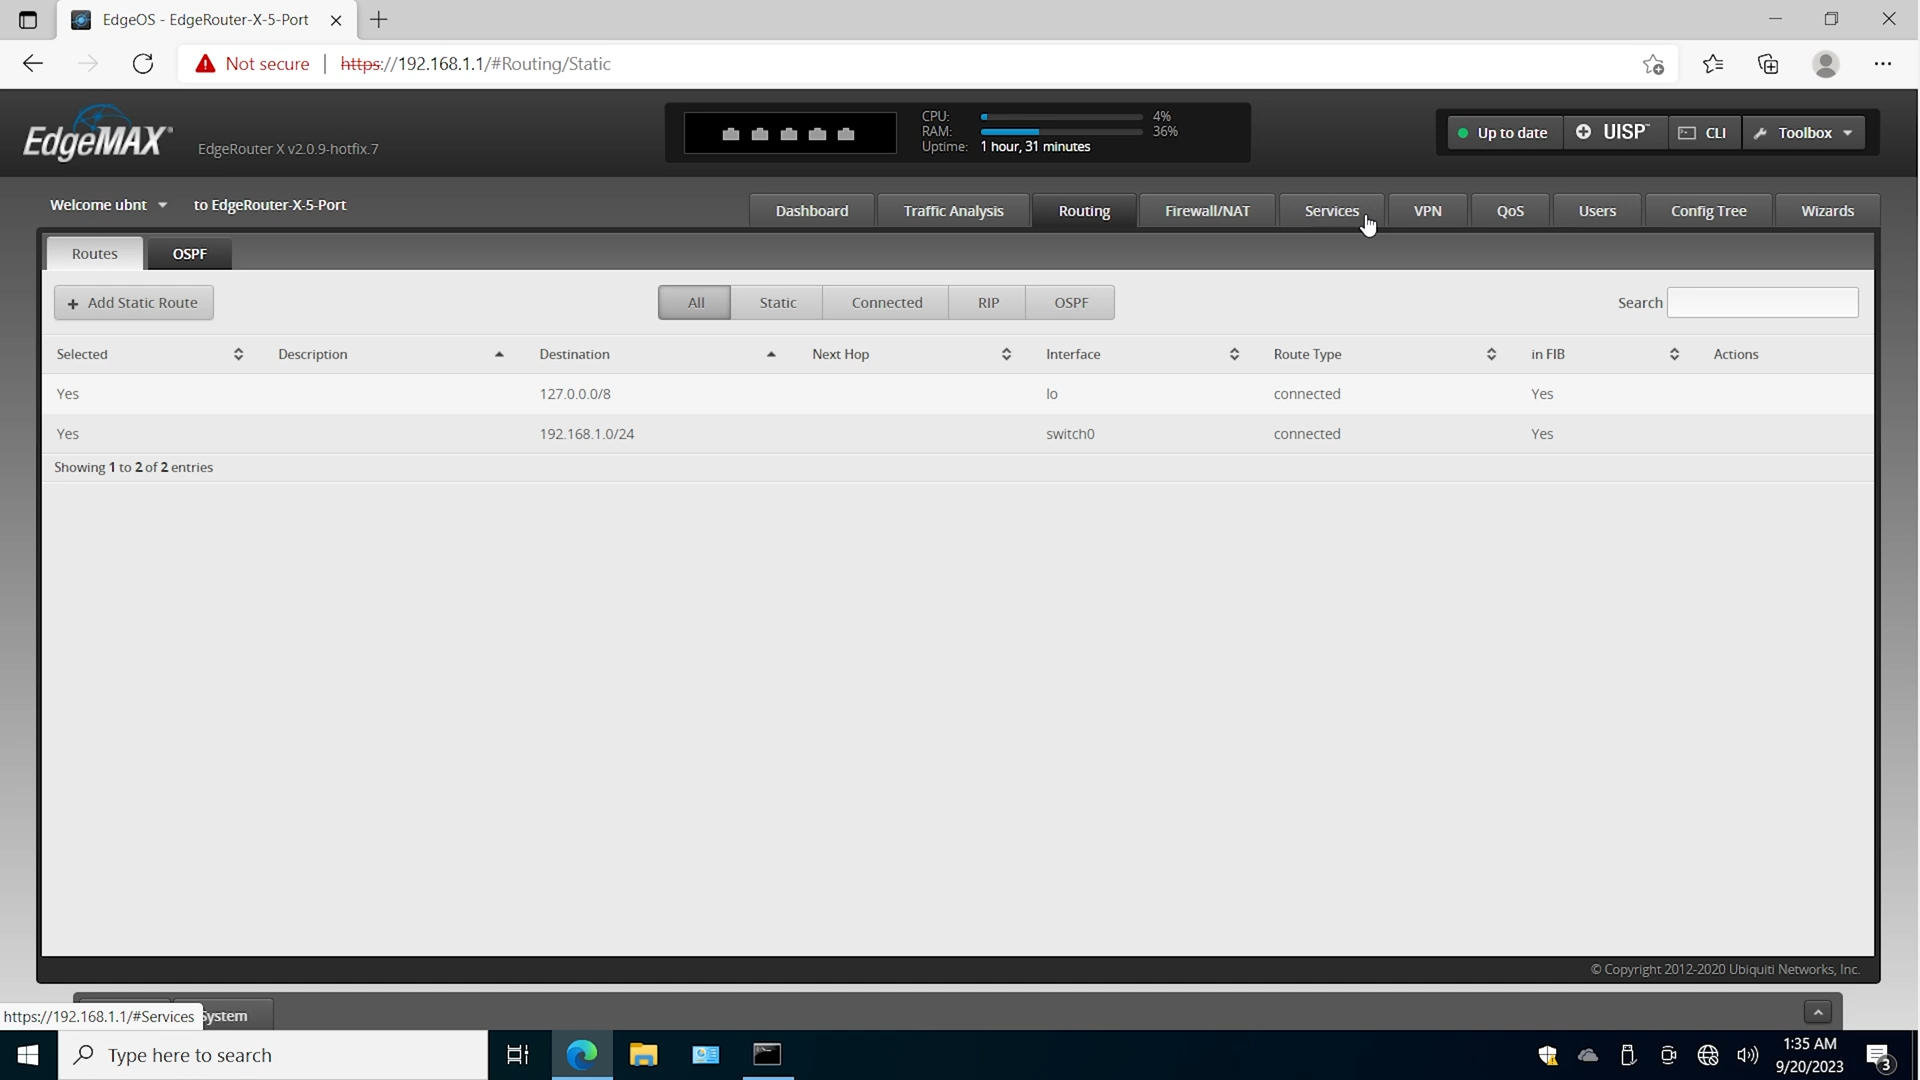 EdgeOS - EdgeRouter-X-5-Port
Not secure | https://192.168.1.1/#Routing/Static
EdgeMAX
EdgeRouter X v2.0.9-hotfix.7
CPU: 4%
RAM: 36%
Uptime: 1 hour, 31 minutes
Up to date UISP CLI Toolbox
Welcome ubnt to EdgeRouter-X-5-Port
Dashboard Traffic Analysis Routing Firewall/NAT Services VPN QoS Users Config Tree Wizards
Routes OSPF
+ Add Static Route All Static Connected RIP OSPF Search
Selected Description Destination Next Hop Interface Route Type in FIB Actions
Yes 127.0.0.0/8 lo connected Yes
Yes 192.168.1.0/24 switch0 connected Yes
Showing 1 to 2 of 2 entries
© Copyright 2012-2020 Ubiquiti Networks, Inc.
https://192.168.1.1/#Services System
Type here to search
1:35 AM
9/20/2023
3